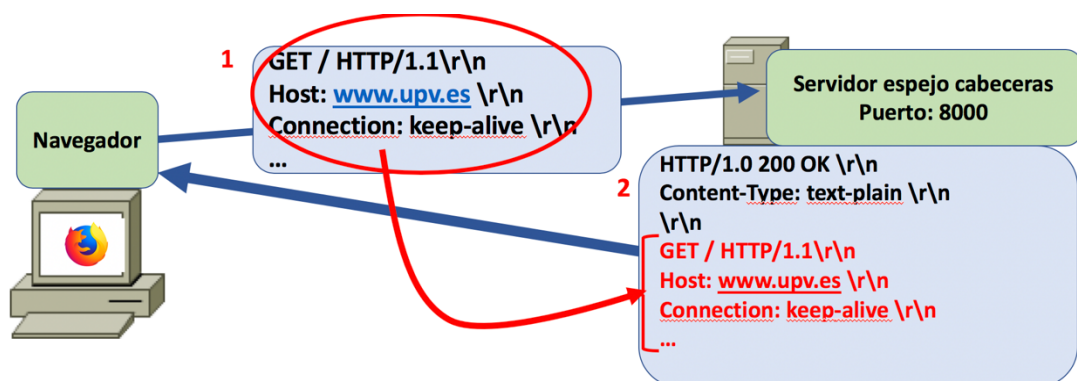 1
GET / HTTP/1.1\r\n
Host: www.upv.es \r\n
Connection: keep-alive \r\n
...
Navegador
Servidor espejo cabeceras
Puerto: 8000
2
HTTP/1.0 200 OK \r\n
Content-Type: text-plain \r\n
\r\n
GET / HTTP/1.1\r\n
Host: www.upv.es \r\n
Connection: keep-alive \r\n
...